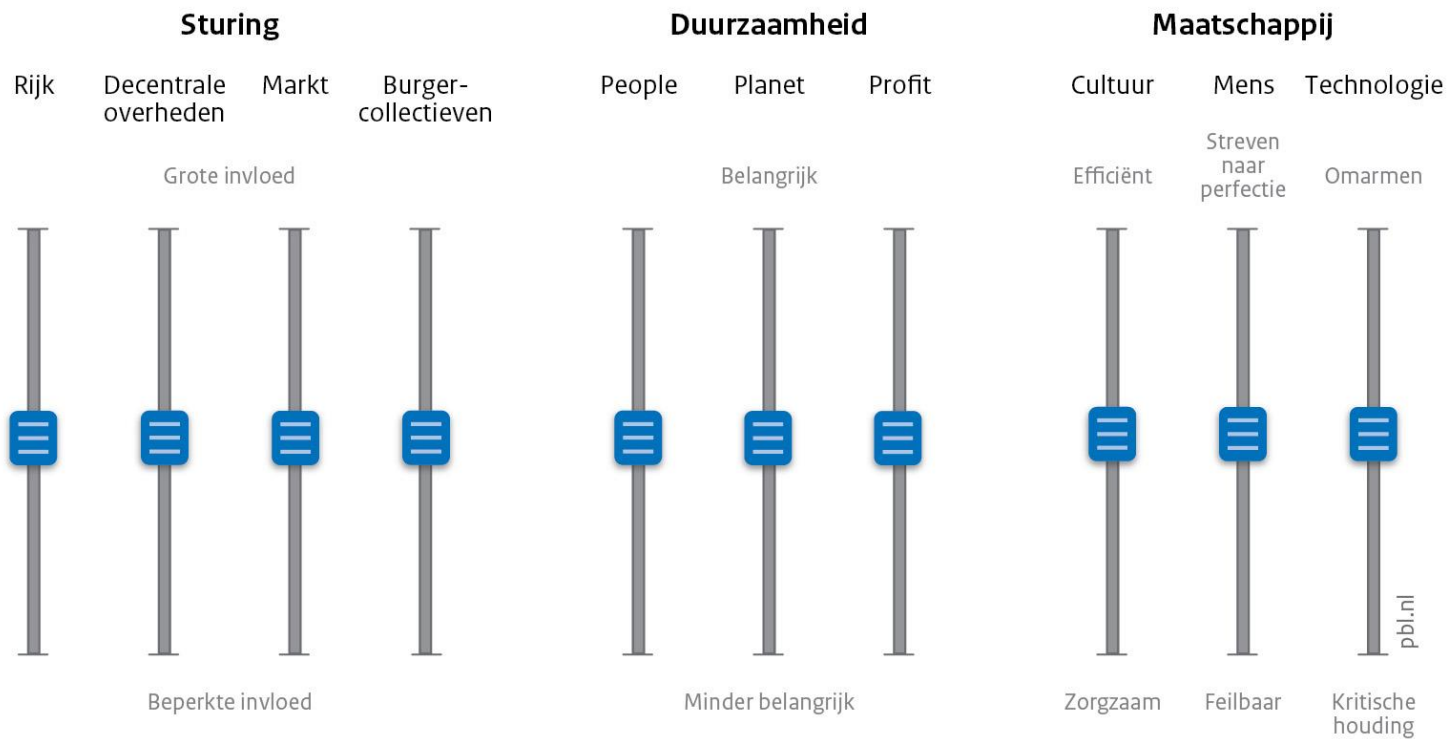 Sturing
Duurzaamheid
Maatschappij
Rijk
Decentrale
overheden
Markt
Burger-
collectieven
People
Planet
Profit
Cultuur
Mens
Technologie
Grote invloed
Belangrijk
Efficiënt
Streven
naar
perfectie
Omarmen
Beperkte invloed
Minder belangrijk
Zorgzaam
Feilbaar
Kritische
houding
pbl.nl